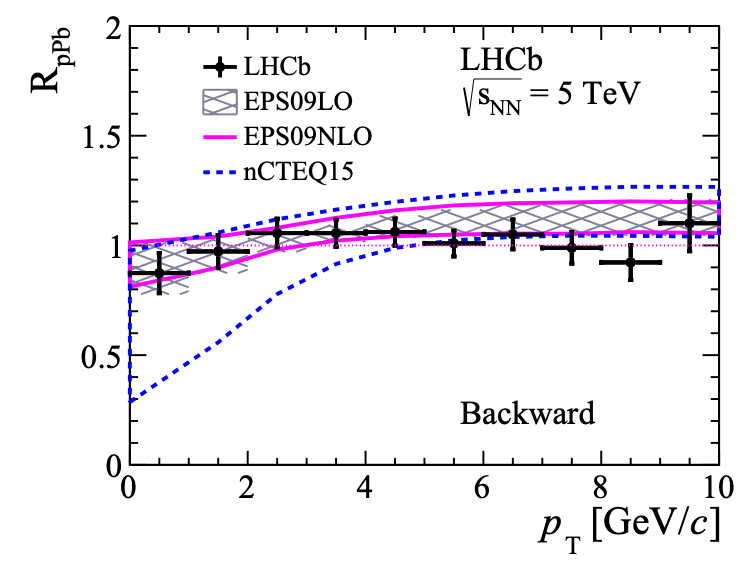 R_pPb
2
1.5
1
0.5
0
LHCb
EPS09LO
EPS09NLO
nCTEQ15
LHCb
√s_NN = 5 TeV
Backward
0 2 4 6 8 10
p_T [GeV/c]